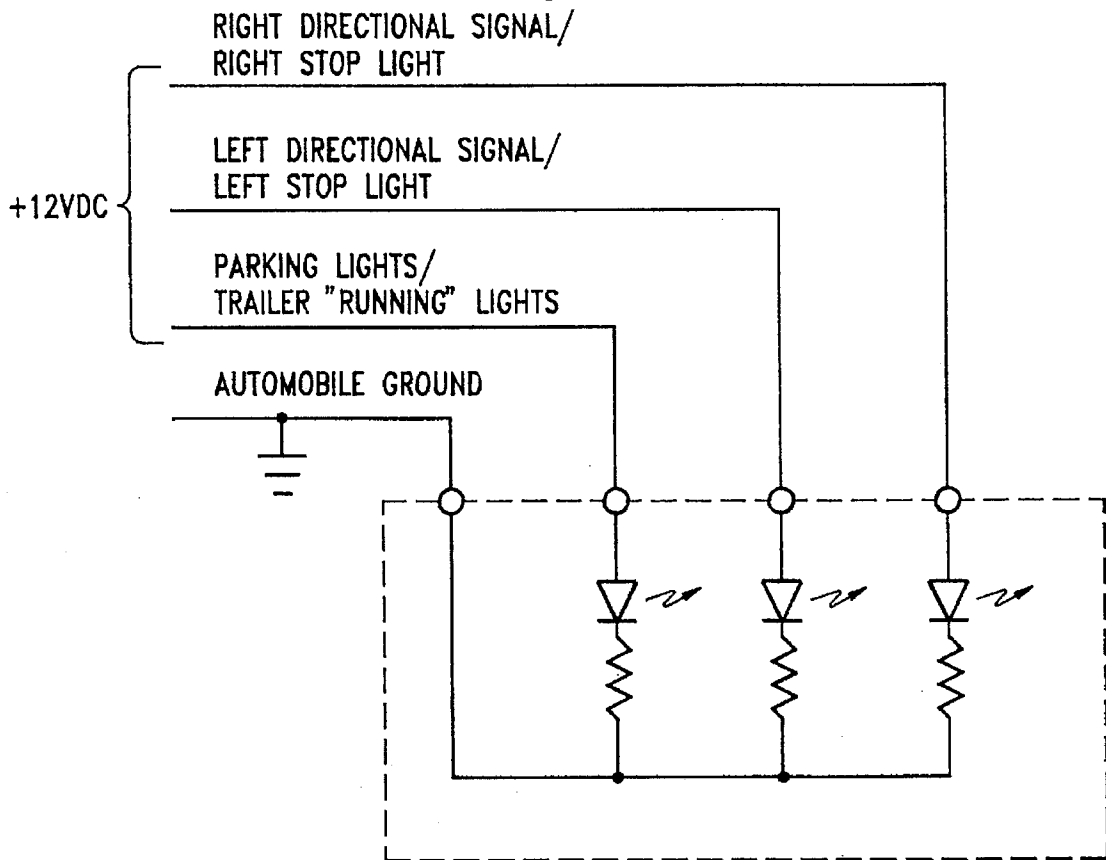 RIGHT DIRECTIONAL SIGNAL/
RIGHT STOP LIGHT
LEFT DIRECTIONAL SIGNAL/
LEFT STOP LIGHT
+12VDC
PARKING LIGHTS/
TRAILER "RUNNING" LIGHTS
AUTOMOBILE GROUND